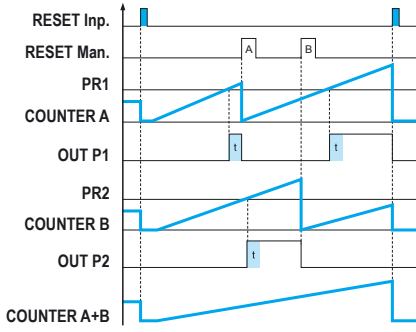 RESET Inp.
RESET Man.
A
B
PR1
COUNTER A
OUT P1
t
t
PR2
COUNTER B
OUT P2
t
COUNTER A+B